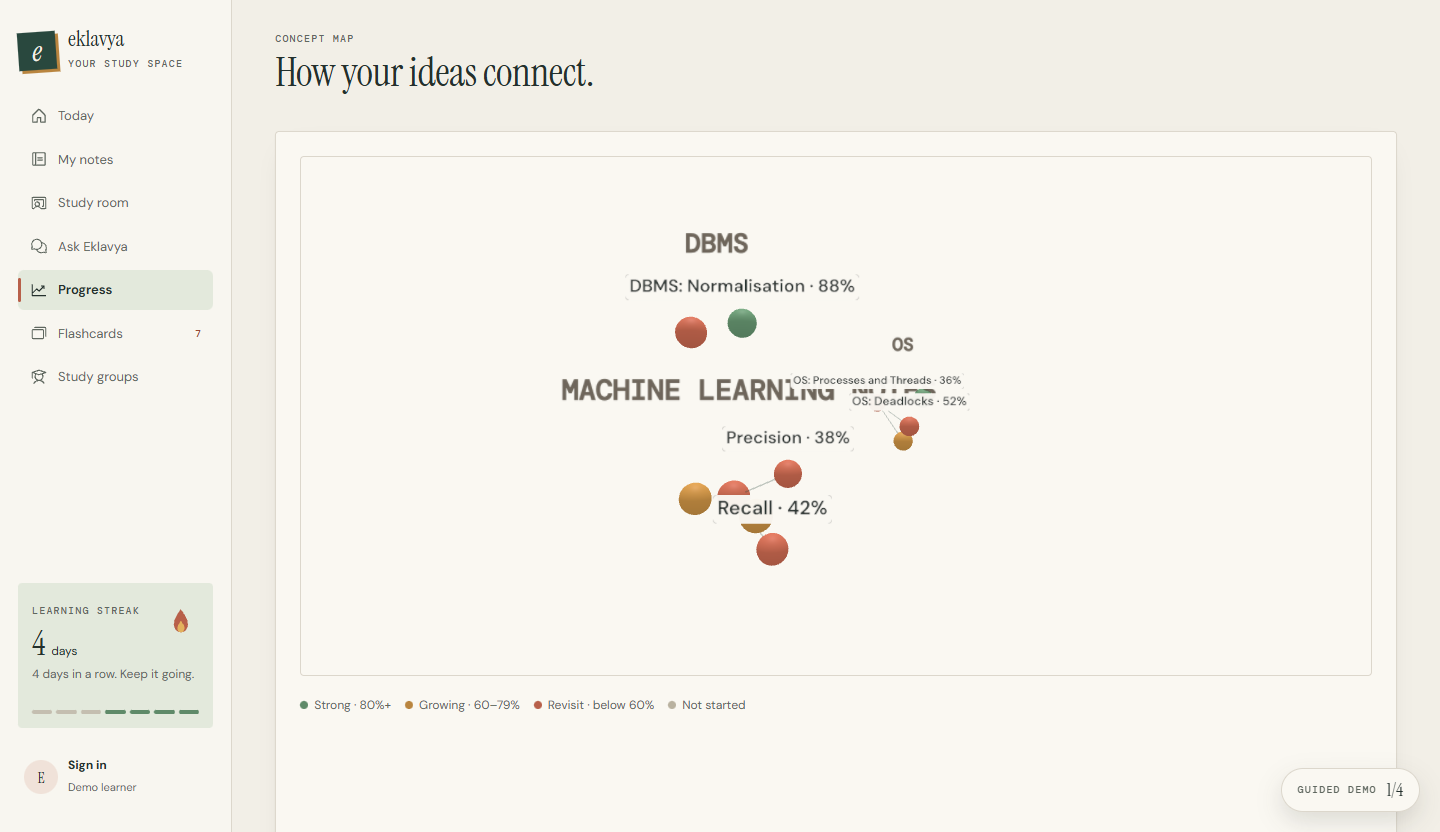 e
eklavya
YOUR STUDY SPACE
Today
My notes
Study room
Ask Eklavya
Progress
Flashcards 7
Study groups
LEARNING STREAK
4 days
4 days in a row. Keep it going.
E
Sign in
Demo learner
CONCEPT MAP
How your ideas connect.
DBMS
DBMS: Normalisation · 88%
OS
OS: Processes and Threads · 36%
MACHINE LEARNING
OS: Deadlocks · 52%
Precision · 38%
Recall · 42%
Strong · 80%+
Growing · 60–79%
Revisit · below 60%
Not started
GUIDED DEMO 1/4